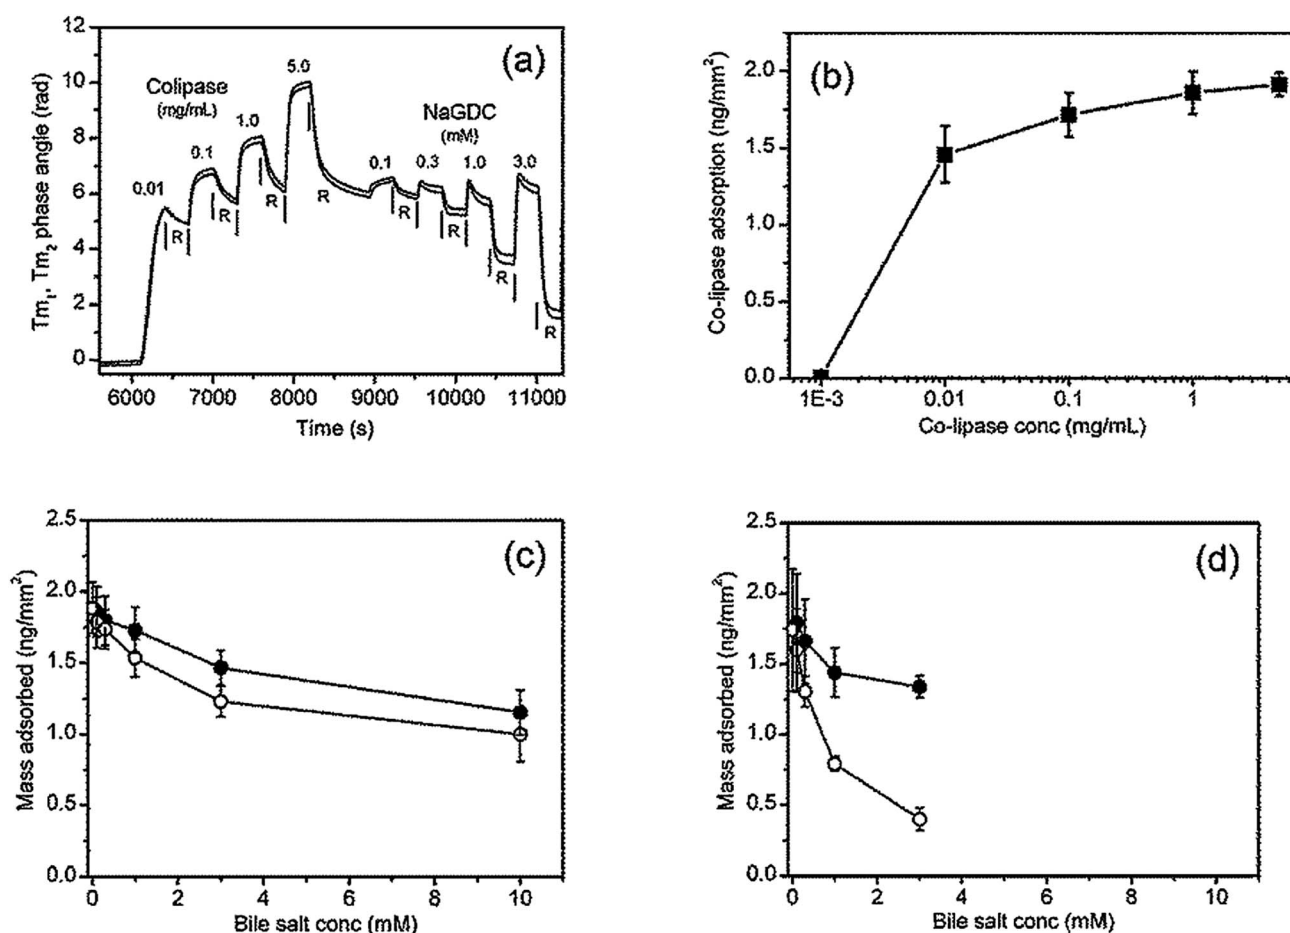 (a)
Tm1, Tm2 phase angle (rad)
12
10
8
6
4
2
0
Colipase
(mg/mL)
0.01
0.1
1.0
5.0
NaGDC
(mM)
0.1
0.3
1.0
3.0
R
R
R
R
R
R
R
R
6000 7000 8000 9000 10000 11000
Time (s)
(b)
Co-lipase adsorption (ng/mm²)
2.0
1.5
1.0
0.5
0.0
1E-3 0.01 0.1 1
Co-lipase conc (mg/mL)
(c)
Mass adsorbed (ng/mm²)
2.5
2.0
1.5
1.0
0.5
0.0
0 2 4 6 8 10
Bile salt conc (mM)
(d)
Mass adsorbed (ng/mm²)
2.5
2.0
1.5
1.0
0.5
0.0
0 2 4 6 8 10
Bile salt conc (mM)